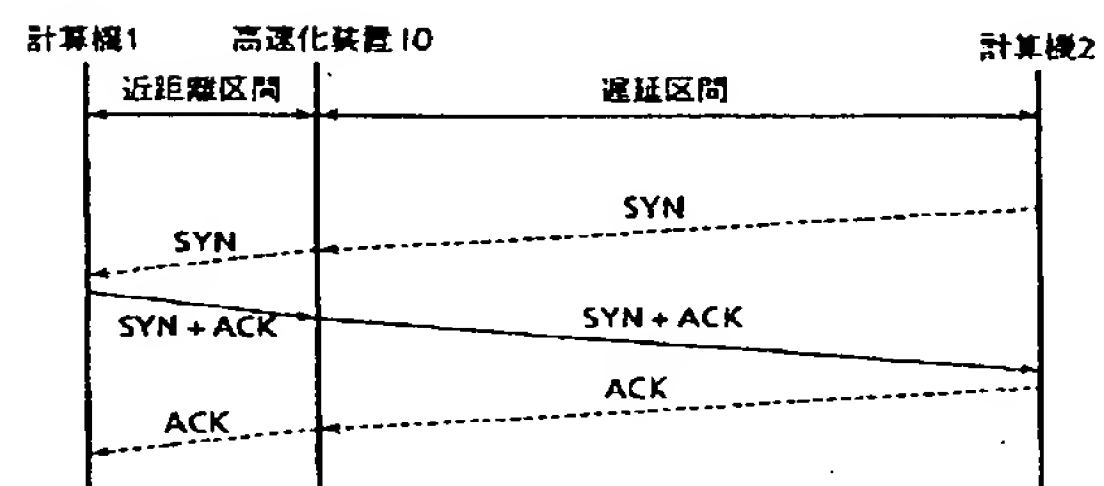 計算機1 高速化装置10 計算機2
近距離区間 遅延区間
SYN
SYN
SYN + ACK SYN + ACK
ACK
ACK